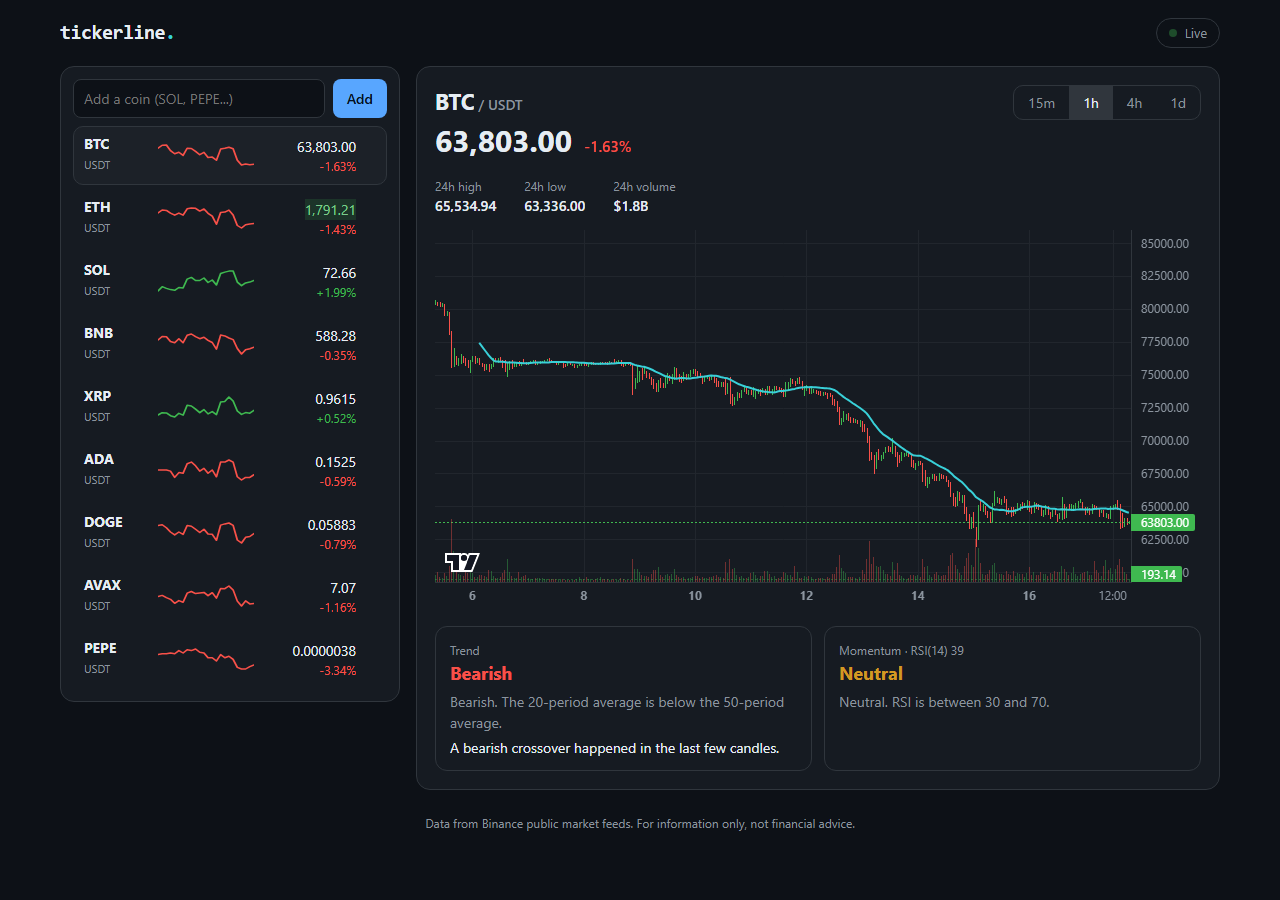 tickerline.
Live
Add a coin (SOL, PEPE...)
Add
BTC
USDT
63,803.00
-1.63%
ETH
USDT
1,791.21
-1.43%
SOL
USDT
72.66
+1.99%
BNB
USDT
588.28
-0.35%
XRP
USDT
0.9615
+0.52%
ADA
USDT
0.1525
-0.59%
DOGE
USDT
0.05883
-0.79%
AVAX
USDT
7.07
-1.16%
PEPE
USDT
0.0000038
-3.34%
BTC / USDT
15m 1h 4h 1d
63,803.00 -1.63%
24h high 24h low 24h volume
65,534.94 63,336.00 $1.8B
85000.00
82500.00
80000.00
77500.00
75000.00
72500.00
70000.00
67500.00
65000.00
63803.00
62500.00
193.14
6 8 10 12 14 16 12:00
Trend
Bearish
Bearish. The 20-period average is below the 50-period
average.
A bearish crossover happened in the last few candles.
Momentum · RSI(14) 39
Neutral
Neutral. RSI is between 30 and 70.
Data from Binance public market feeds. For information only, not financial advice.